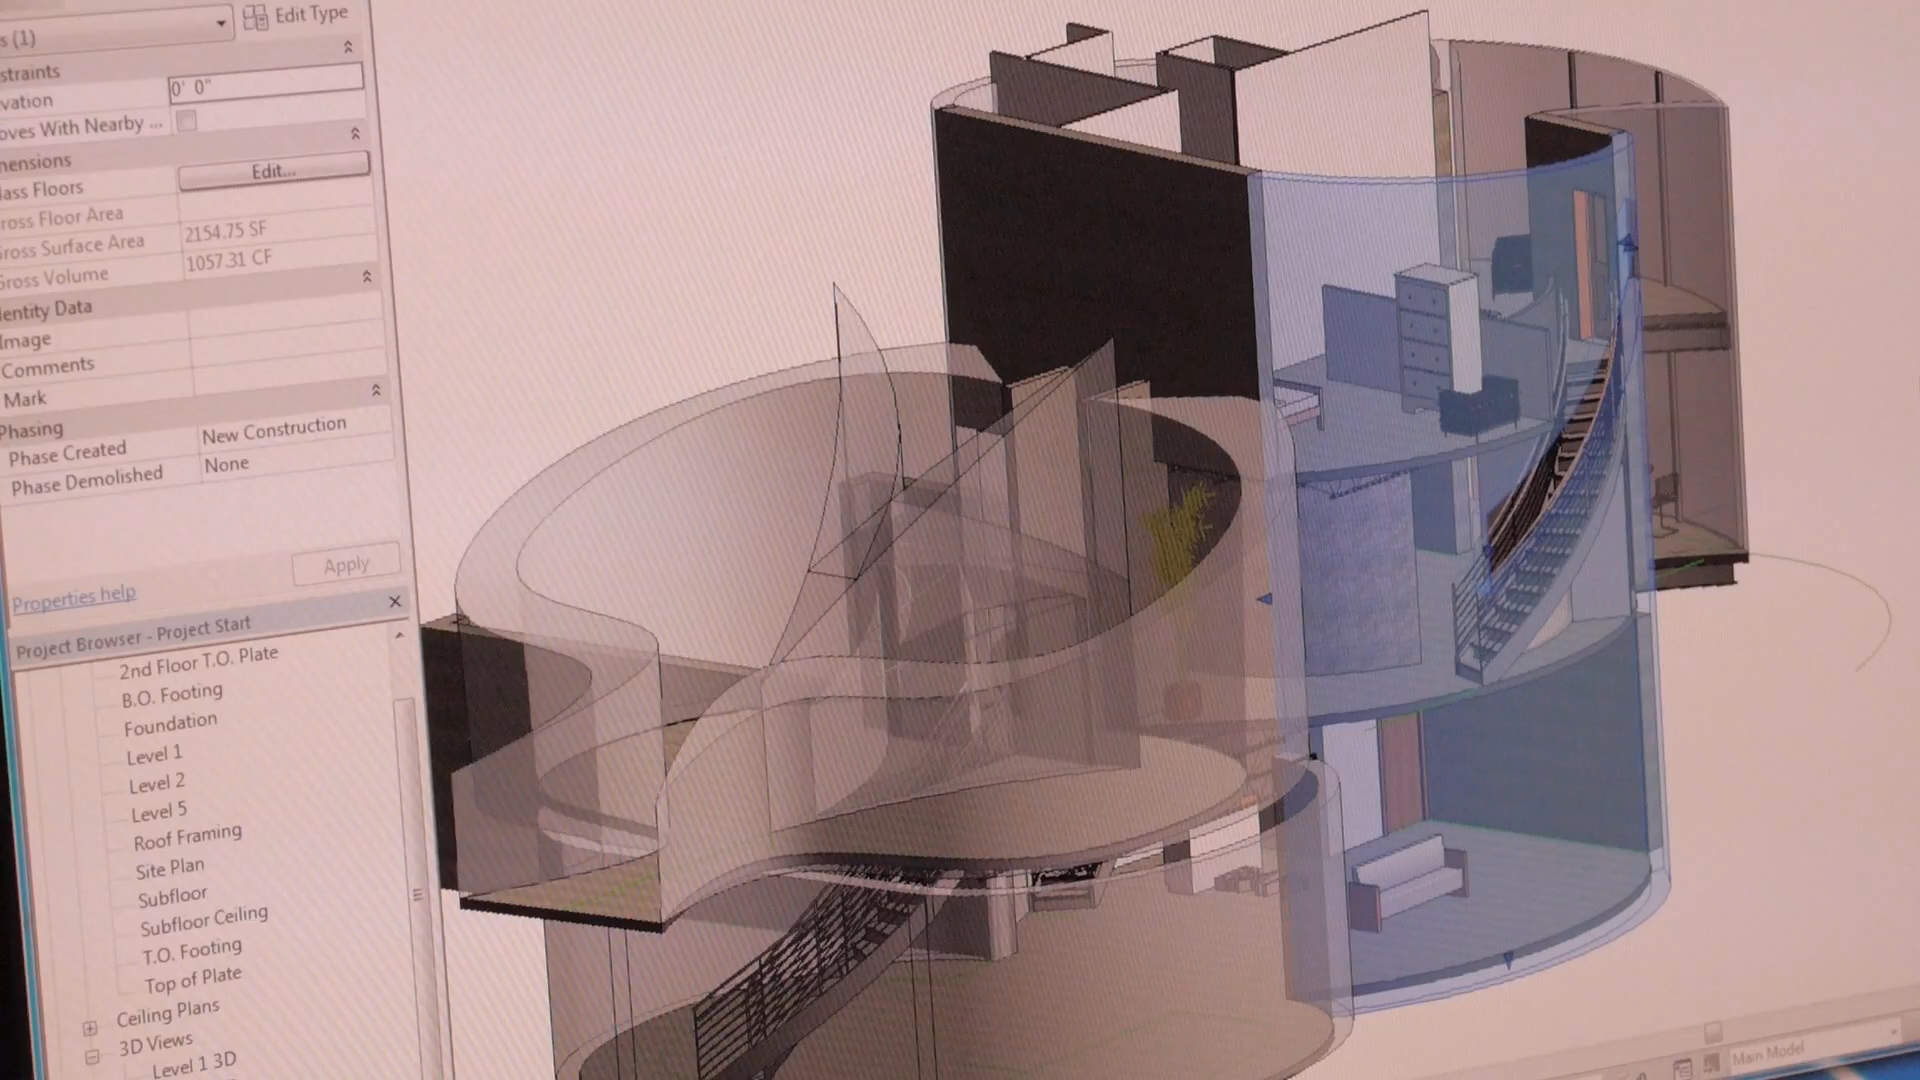 s (1)
Edit Type
straints
vation
0' 0"
oves With Nearby ...
mensions
ass Floors
Edit...
ross Floor Area
Gross Surface Area
2154.75 SF
Gross Volume
1057.31 CF
entity Data
Image
Comments
Mark
Phasing
Phase Created
New Construction
Phase Demolished
None
Properties help
Apply
Project Browser - Project Start
2nd Floor T.O. Plate
B.O. Footing
Foundation
Level 1
Level 2
Level 5
Roof Framing
Site Plan
Subfloor
Subfloor Ceiling
T.O. Footing
Top of Plate
Ceiling Plans
3D Views
Level 1 3D
Main Model